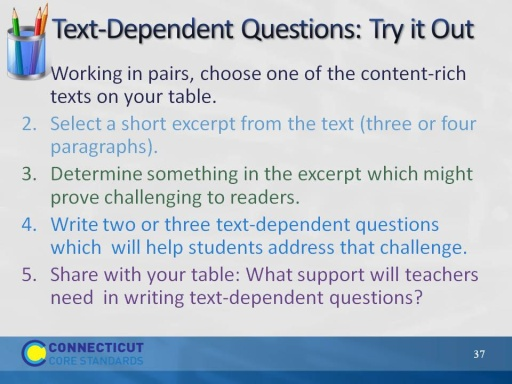 Text-Dependent Questions: Try it Out
Working in pairs, choose one of the content-rich
texts on your table.
2. Select a short excerpt from the text (three or four
paragraphs).
3. Determine something in the excerpt which might
prove challenging to readers.
4. Write two or three text-dependent questions
which will help students address that challenge.
5. Share with your table: What support will teachers
need in writing text-dependent questions?
CONNECTICUT
CORE STANDARDS
37